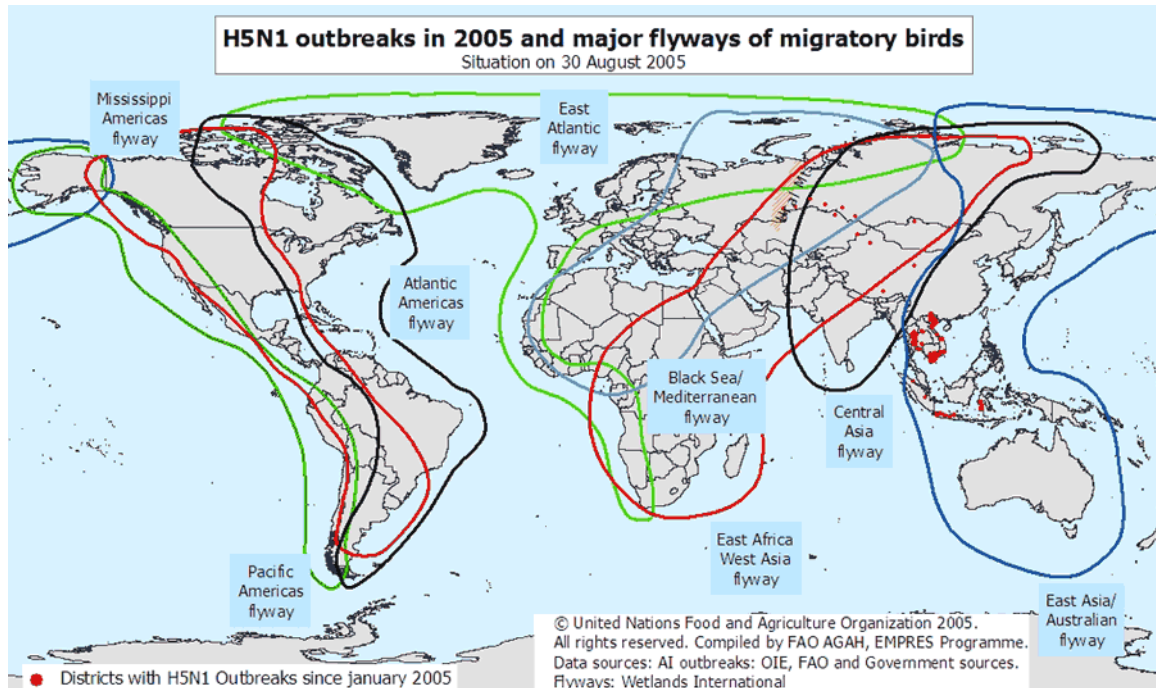 H5N1 outbreaks in 2005 and major flyways of migratory birds
Situation on 30 August 2005
Mississippi
Americas
flyway
East
Atlantic
flyway
Atlantic
Americas
flyway
Black Sea/
Mediterranean
flyway
Central
Asia
flyway
East Africa
West Asia
flyway
Pacific
Americas
flyway
East Asia/
Australian
flyway
© United Nations Food and Agriculture Organization 2005.
All rights reserved. Compiled by FAO AGAH, EMPRES Programme.
Data sources: AI outbreaks: OIE, FAO and Government sources.
Flyways: Wetlands International
Districts with H5N1 Outbreaks since january 2005